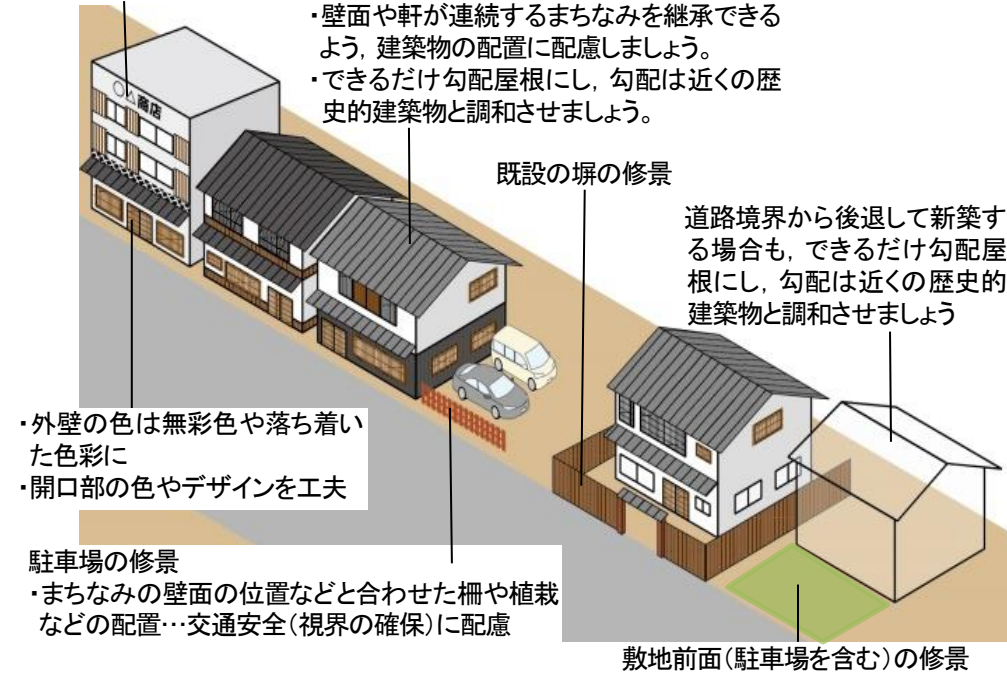 ・壁面や軒が連続するまちなみを継承できる
よう，建築物の配置に配慮しましょう。
・できるだけ勾配屋根にし，勾配は近くの歴
史的建築物と調和させましょう。
○△商店
既設の塀の修景
道路境界から後退して新築す
る場合も，できるだけ勾配屋
根にし，勾配は近くの歴史的
建築物と調和させましょう
・外壁の色は無彩色や落ち着い
た色彩に
・開口部の色やデザインを工夫
駐車場の修景
・まちなみの壁面の位置などと合わせた柵や植栽
などの配置…交通安全（視界の確保）に配慮
敷地前面（駐車場を含む）の修景